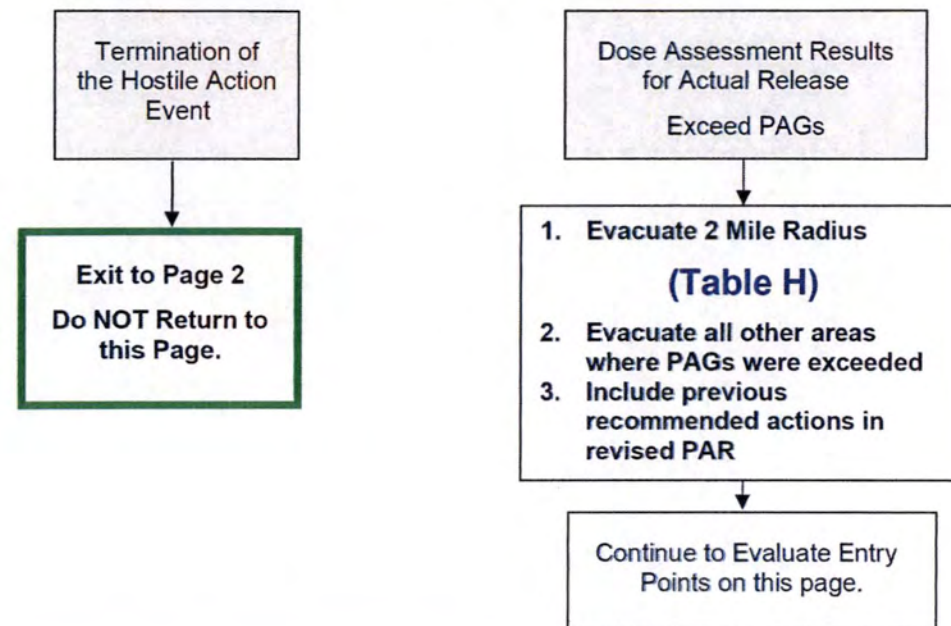 Termination of
the Hostile Action
Event
Exit to Page 2
Do NOT Return to
this Page.
Dose Assessment Results
for Actual Release
Exceed PAGs
1. Evacuate 2 Mile Radius
(Table H)
2. Evacuate all other areas
where PAGs were exceeded
3. Include previous
recommended actions in
revised PAR
Continue to Evaluate Entry
Points on this page.